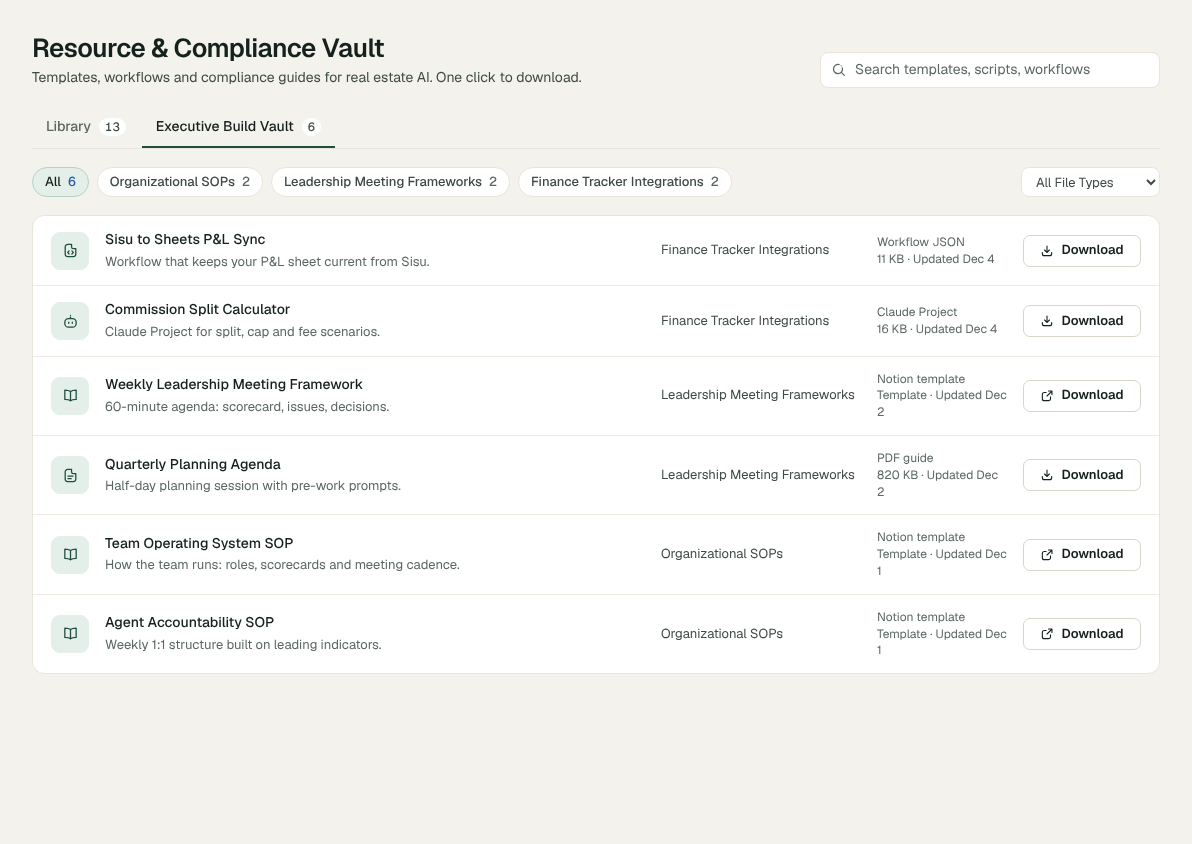 Resource & Compliance Vault
Templates, workflows and compliance guides for real estate AI. One click to download.
Search templates, scripts, workflows
Library 13
Executive Build Vault 6
All 6
Organizational SOPs 2
Leadership Meeting Frameworks 2
Finance Tracker Integrations 2
All File Types
Sisu to Sheets P&L Sync
Workflow that keeps your P&L sheet current from Sisu.
Finance Tracker Integrations
Workflow JSON
11 KB · Updated Dec 4
Download
Commission Split Calculator
Claude Project for split, cap and fee scenarios.
Finance Tracker Integrations
Claude Project
16 KB · Updated Dec 4
Download
Weekly Leadership Meeting Framework
60-minute agenda: scorecard, issues, decisions.
Leadership Meeting Frameworks
Notion template
Template · Updated Dec
2
Download
Quarterly Planning Agenda
Half-day planning session with pre-work prompts.
Leadership Meeting Frameworks
PDF guide
820 KB · Updated Dec
2
Download
Team Operating System SOP
How the team runs: roles, scorecards and meeting cadence.
Organizational SOPs
Notion template
Template · Updated Dec
1
Download
Agent Accountability SOP
Weekly 1:1 structure built on leading indicators.
Organizational SOPs
Notion template
Template · Updated Dec
1
Download